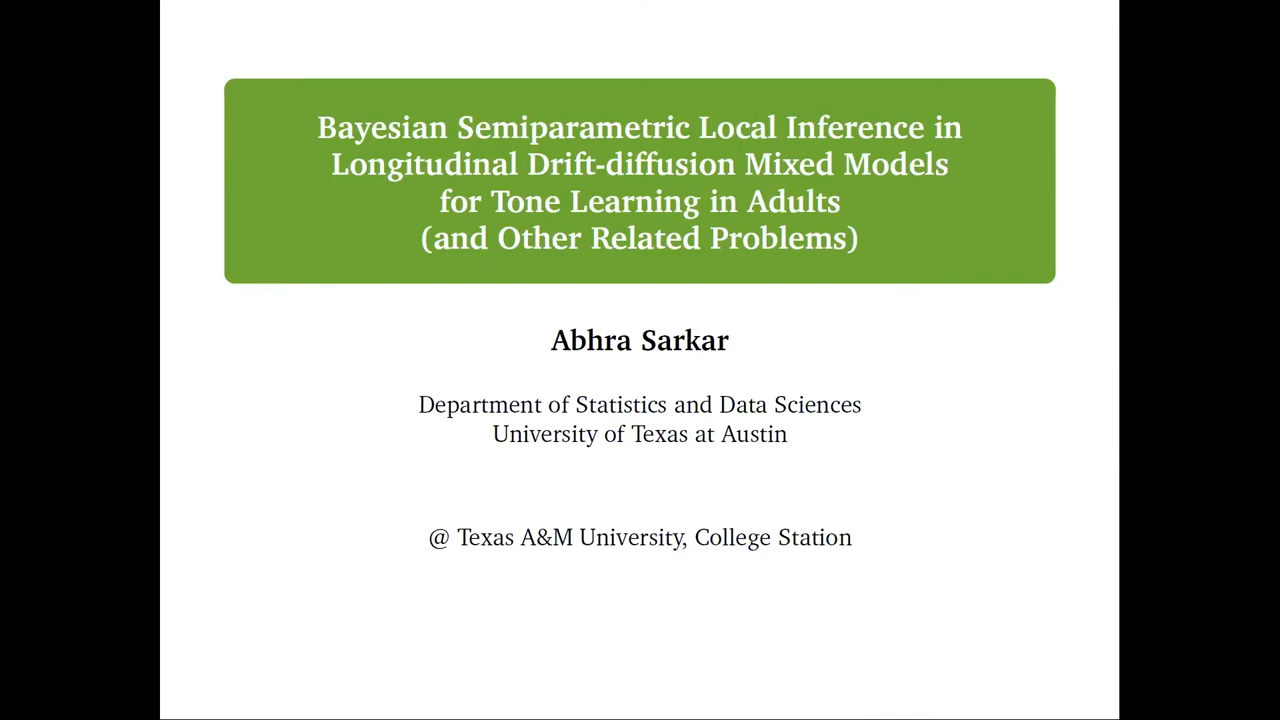 Bayesian Semiparametric Local Inference in
Longitudinal Drift-diffusion Mixed Models
for Tone Learning in Adults
(and Other Related Problems)
Abhra Sarkar
Department of Statistics and Data Sciences
University of Texas at Austin
@ Texas A&M University, College Station